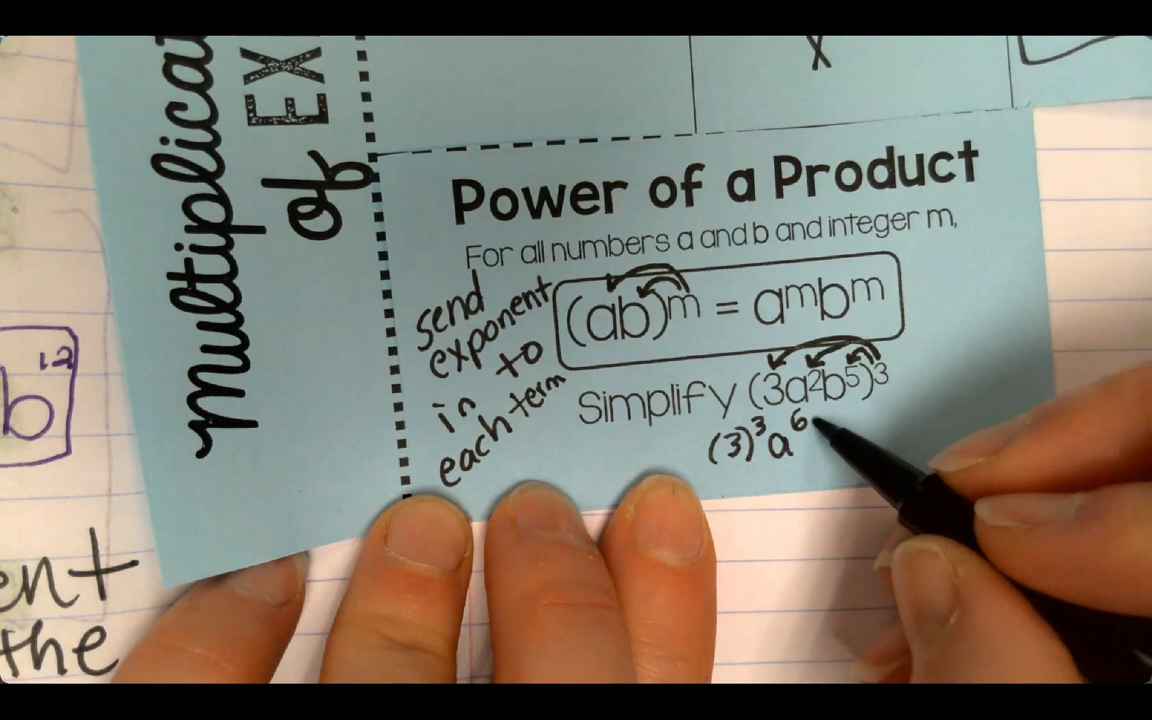 multiplicat
of EX
x
Power of a Product
For all numbers a and b and integer m,
send
exponent
to
in
each term
(ab)ᵐ = aᵐbᵐ
Simplify (3a²b⁵)³
(3)³a⁶
b¹²
ent
the